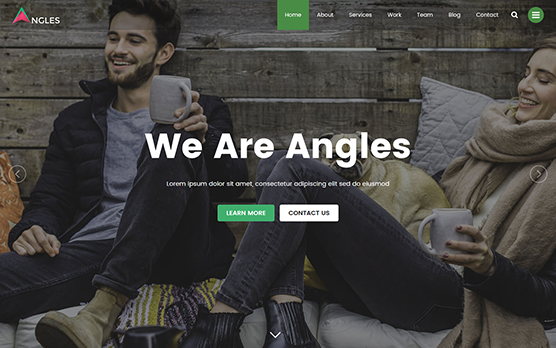 NGLES
Home About Services Work Team Blog Contact
We Are Angles
Lorem ipsum dolor sit amet, consectetur adipiscing elit sed do eiusmod
LEARN MORE CONTACT US